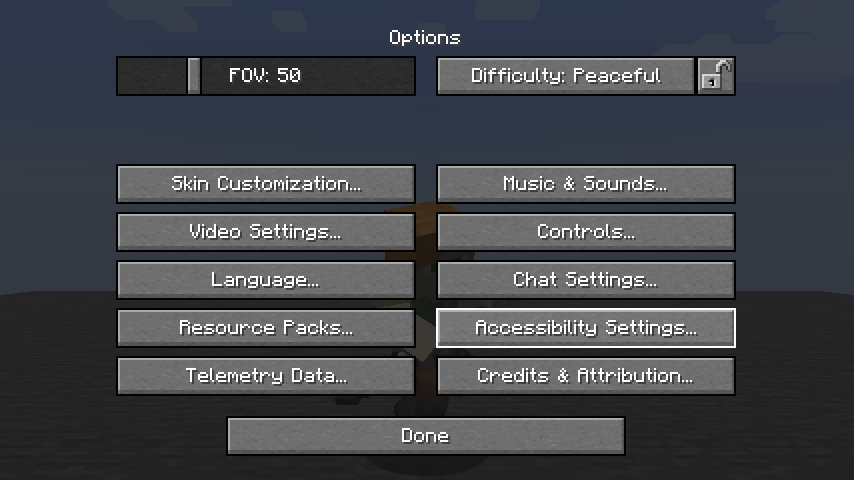 Options
FOV: 50
Difficulty: Peaceful
Skin Customization...
Music & Sounds...
Video Settings...
Controls...
Language...
Chat Settings...
Resource Packs...
Accessibility Settings...
Telemetry Data...
Credits & Attribution...
Done